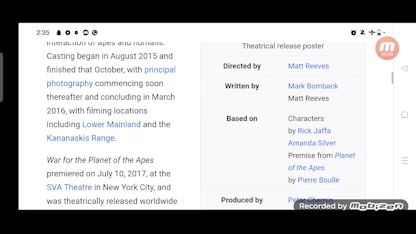 2:35
interaction of apes and humans.
Casting began in August 2015 and
finished that October, with principal
photography commencing soon
thereafter and concluding in March
2016, with filming locations
including Lower Mainland and the
Kananaskis Range.
War for the Planet of the Apes
premiered on July 10, 2017, at the
SVA Theatre in New York City, and
was theatrically released worldwide
Theatrical release poster
Directed by Matt Reeves
Written by Mark Bomback
Matt Reeves
Based on Characters
by Rick Jaffa
Amanda Silver
Premise from Planet
of the Apes
by Pierre Boulle
Produced by Peter Chernin
Recorded by Mobizen